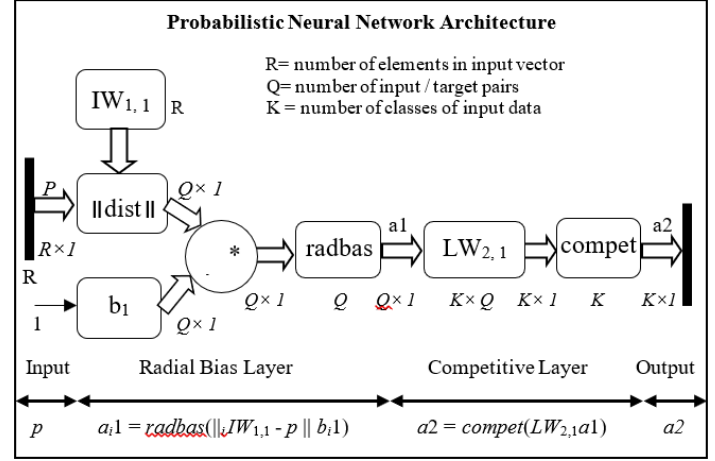 Probabilistic Neural Network Architecture
R= number of elements in input vector
Q= number of input / target pairs
K = number of classes of input data
IW1, 1
R
P
Q× 1
||dist||
a1
a2
*
radbas
LW2, 1
compet
R×1
R
b1
Q× 1
Q
Q× 1
K× Q
K× 1
K
K×1
1
Q× 1
Input
Radial Bias Layer
Competitive Layer
Output
p
ai1 = radbas(||iIW1,1 - p || bi1)
a2 = compet(LW2,1a1)
a2